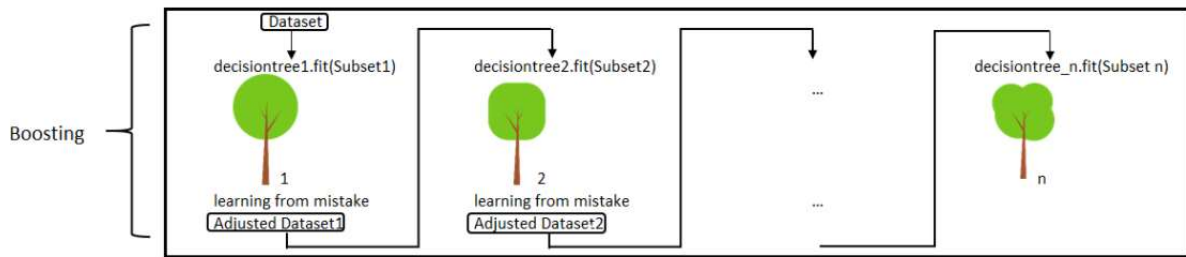 Boosting
Dataset
decisiontree1.fit(Subset1)
1
learning from mistake
Adjusted Dataset1
decisiontree2.fit(Subset2)
2
learning from mistake
Adjusted Dataset2
...
...
decisiontree_n.fit(Subset n)
n